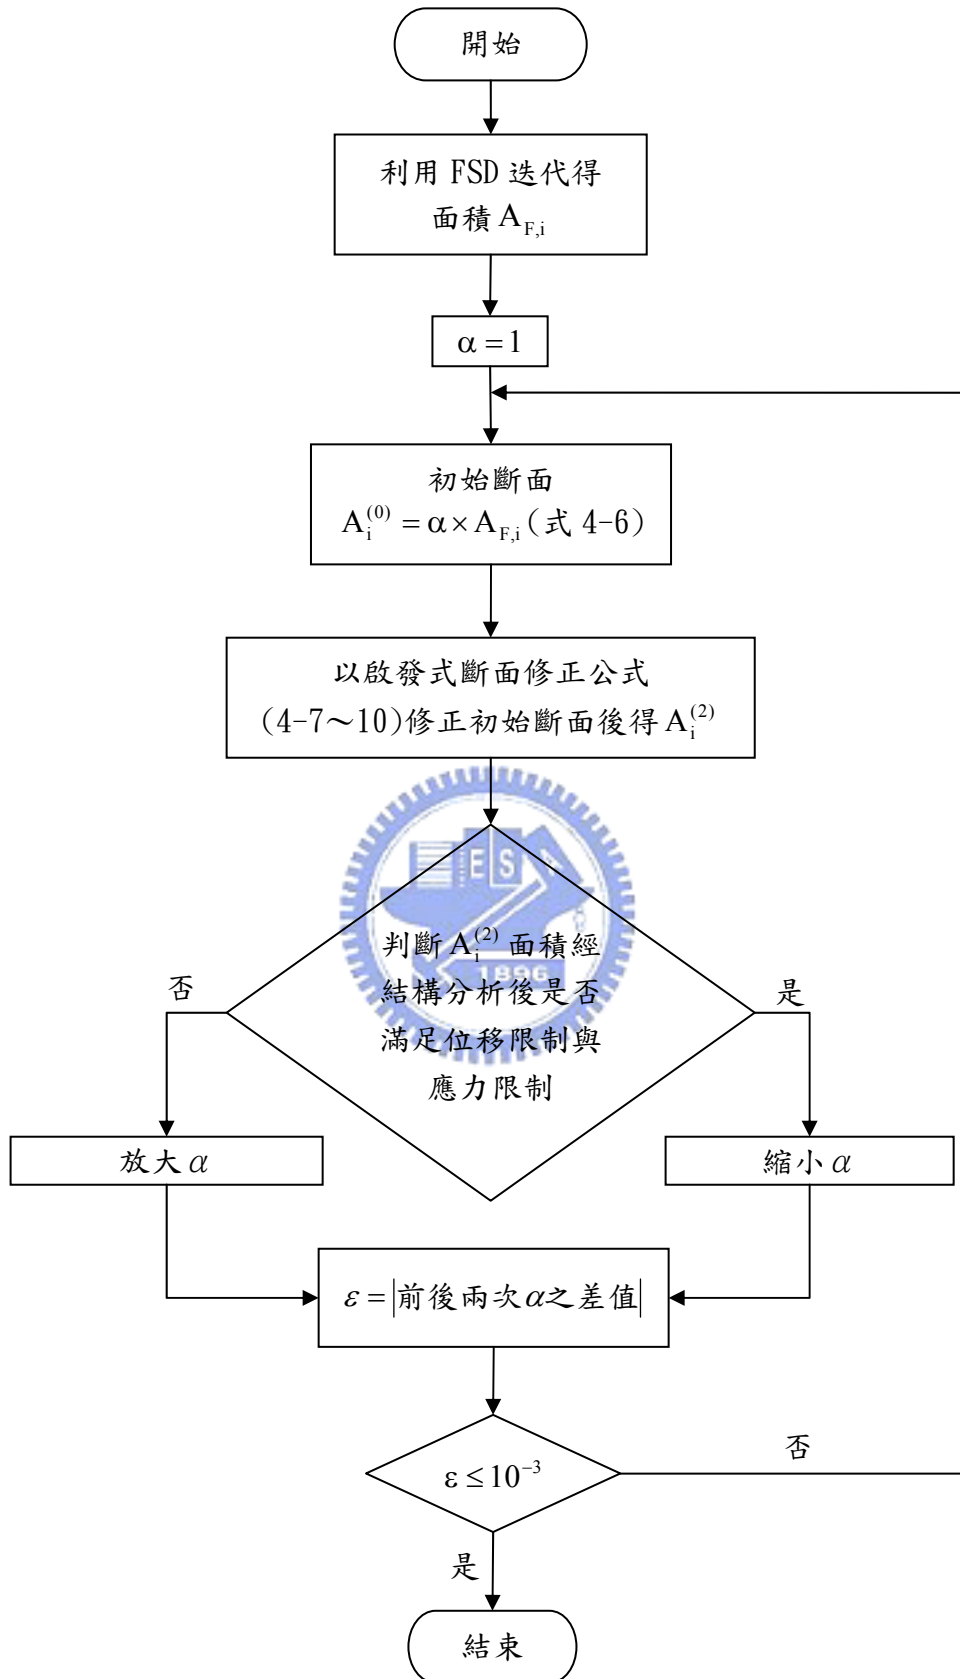 開始
利用 FSD 迭代得
面積 A_{F,i}
α = 1
初始斷面
A_i^{(0)} = α × A_{F,i} (式 4-6)
以啟發式斷面修正公式
(4-7～10)修正初始斷面後得 A_i^{(2)}
ES
判斷 A_i^{(2)} 面積經
1896
結構分析後是否
滿足位移限制與
應力限制
否
是
放大 α
縮小 α
ε = |前後兩次α之差值|
ε ≤ 10^{-3}
否
是
結束